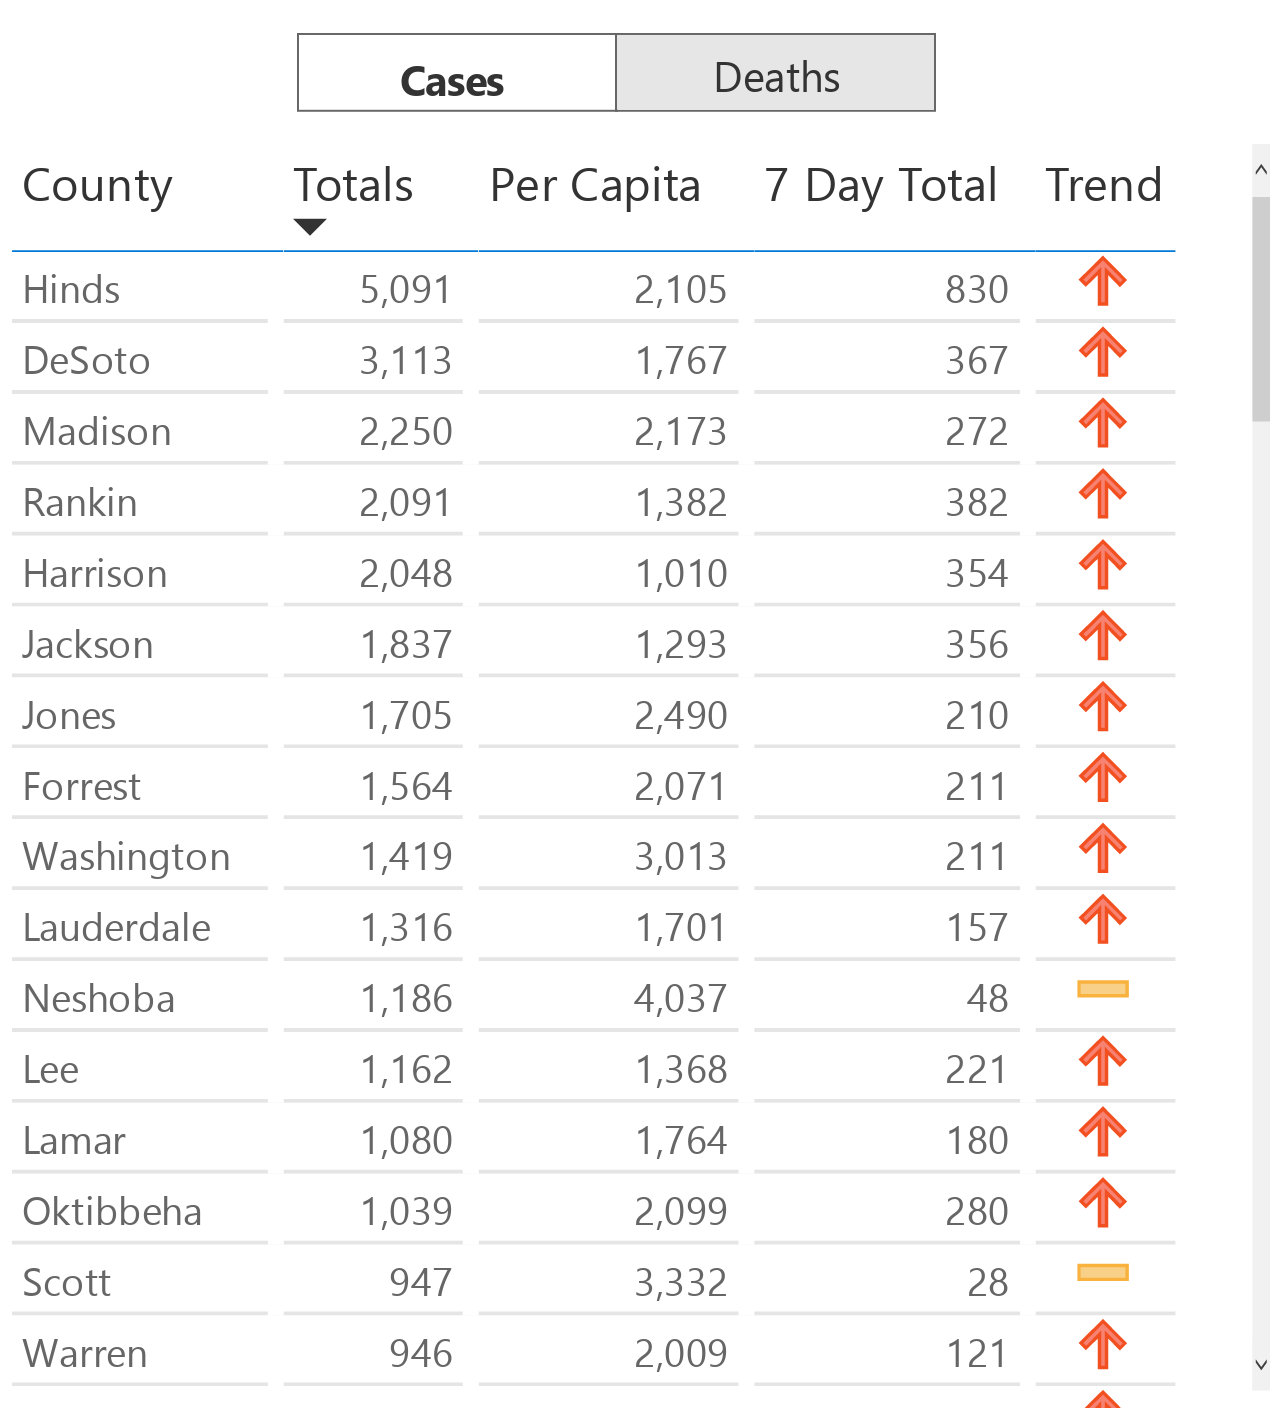 Cases Deaths
County Totals Per Capita 7 Day Total Trend
Hinds 5,091 2,105 830
DeSoto 3,113 1,767 367
Madison 2,250 2,173 272
Rankin 2,091 1,382 382
Harrison 2,048 1,010 354
Jackson 1,837 1,293 356
Jones 1,705 2,490 210
Forrest 1,564 2,071 211
Washington 1,419 3,013 211
Lauderdale 1,316 1,701 157
Neshoba 1,186 4,037 48
Lee 1,162 1,368 221
Lamar 1,080 1,764 180
Oktibbeha 1,039 2,099 280
Scott 947 3,332 28
Warren 946 2,009 121